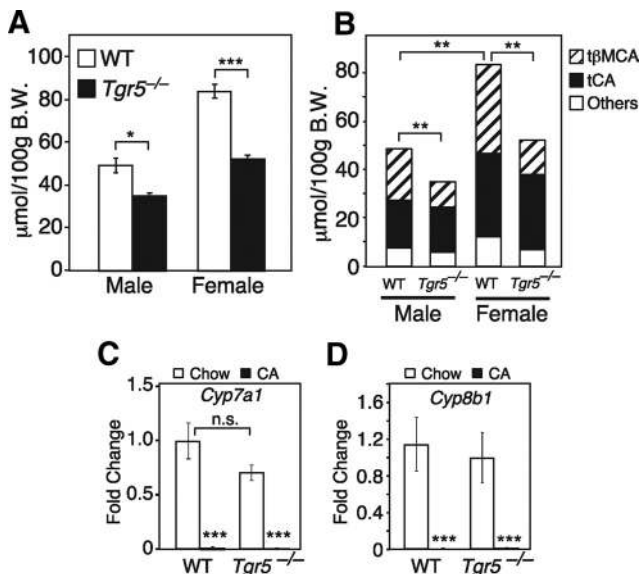 A
μmol/100g B.W.
100
80
60
40
20
0
WT
Tgr5−/−
*
***
Male
Female
B
μmol/100g B.W.
80
60
40
20
0
**
**
**
tβMCA
tCA
Others
WT
Tgr5−/−
WT
Tgr5−/−
Male
Female
C
Chow
CA
Cyp7a1
n.s.
Fold Change
1.5
1.0
0.5
0
***
***
WT
Tgr5−/−
D
Chow
CA
Cyp8b1
Fold Change
1.6
1.2
0.8
0.4
0
***
***
WT
Tgr5−/−